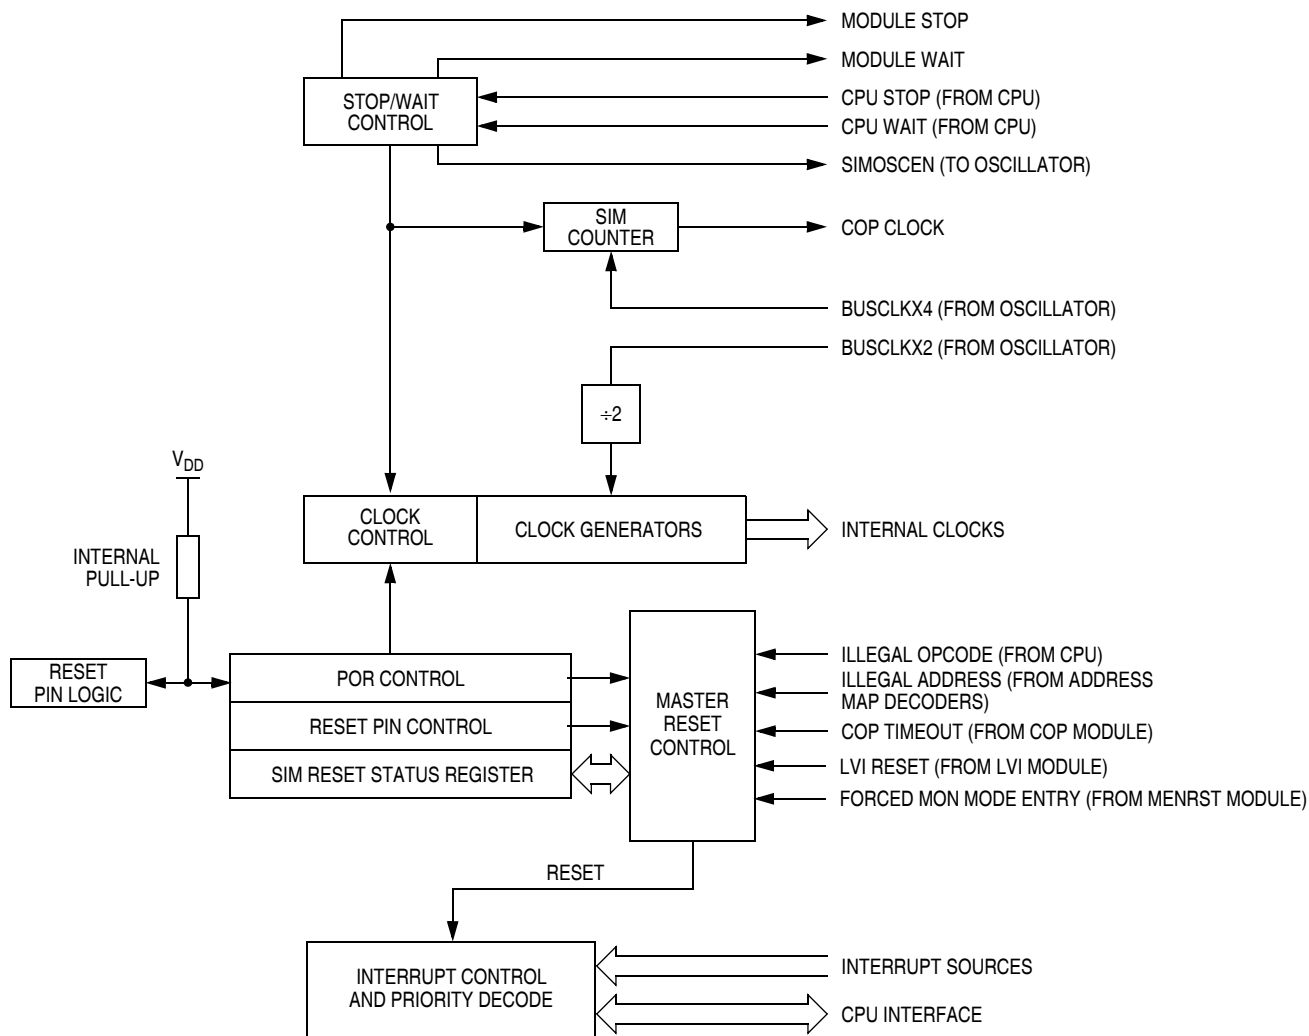 MODULE STOP
MODULE WAIT
STOP/WAIT
CONTROL
CPU STOP (FROM CPU)
CPU WAIT (FROM CPU)
SIMOSCEN (TO OSCILLATOR)
SIM
COUNTER
COP CLOCK
BUSCLKX4 (FROM OSCILLATOR)
BUSCLKX2 (FROM OSCILLATOR)
÷2
VDD
CLOCK
CONTROL
CLOCK GENERATORS
INTERNAL CLOCKS
INTERNAL
PULL-UP
RESET
PIN LOGIC
POR CONTROL
RESET PIN CONTROL
SIM RESET STATUS REGISTER
MASTER
RESET
CONTROL
ILLEGAL OPCODE (FROM CPU)
ILLEGAL ADDRESS (FROM ADDRESS
MAP DECODERS)
COP TIMEOUT (FROM COP MODULE)
LVI RESET (FROM LVI MODULE)
FORCED MON MODE ENTRY (FROM MENRST MODULE)
RESET
INTERRUPT CONTROL
AND PRIORITY DECODE
INTERRUPT SOURCES
CPU INTERFACE